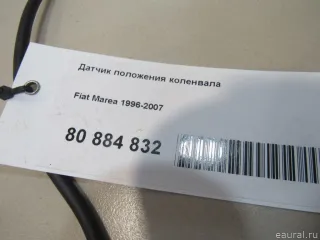 Датчик положения коленвала
Fiat Marea 1996-2007
80 884 832
eaural.ru